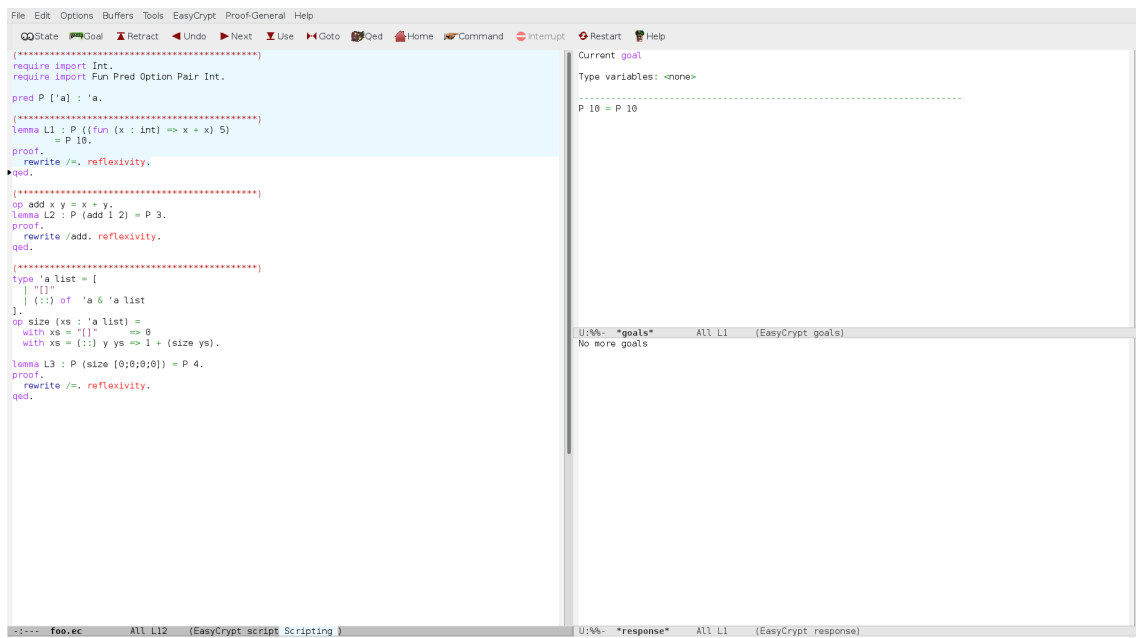 File Edit Options Buffers Tools EasyCrypt Proof-General Help
State Goal Retract Undo Next Use Goto Qed Home Command Interrupt Restart Help
(*********************************************)
require import Int.
require import Fun Pred Option Pair Int.
pred P ['a] : 'a.
(*********************************************)
lemma L1 : P ((fun (x : int) => x + x) 5)
= P 10.
proof.
rewrite /=. reflexivity.
qed.
(*********************************************)
op add x y = x + y.
lemma L2 : P (add 1 2) = P 3.
proof.
rewrite /add. reflexivity.
qed.
(*********************************************)
type 'a list = [
| "[]"
| (::) of  'a & 'a list
].
op size (xs : 'a list) =
with xs = "[]"      => 0
with xs = (::) y ys => 1 + (size ys).
lemma L3 : P (size [0;0;0;0]) = P 4.
proof.
rewrite /=. reflexivity.
qed.
-:---  foo.ec         All L12    (EasyCrypt script Scripting )
Current goal
Type variables: <none>
------------------------------------------------------------------------
P 10 = P 10
U:%%-  *goals*        All L1     (EasyCrypt goals)
No more goals
U:%%-  *response*     All L1     (EasyCrypt response)